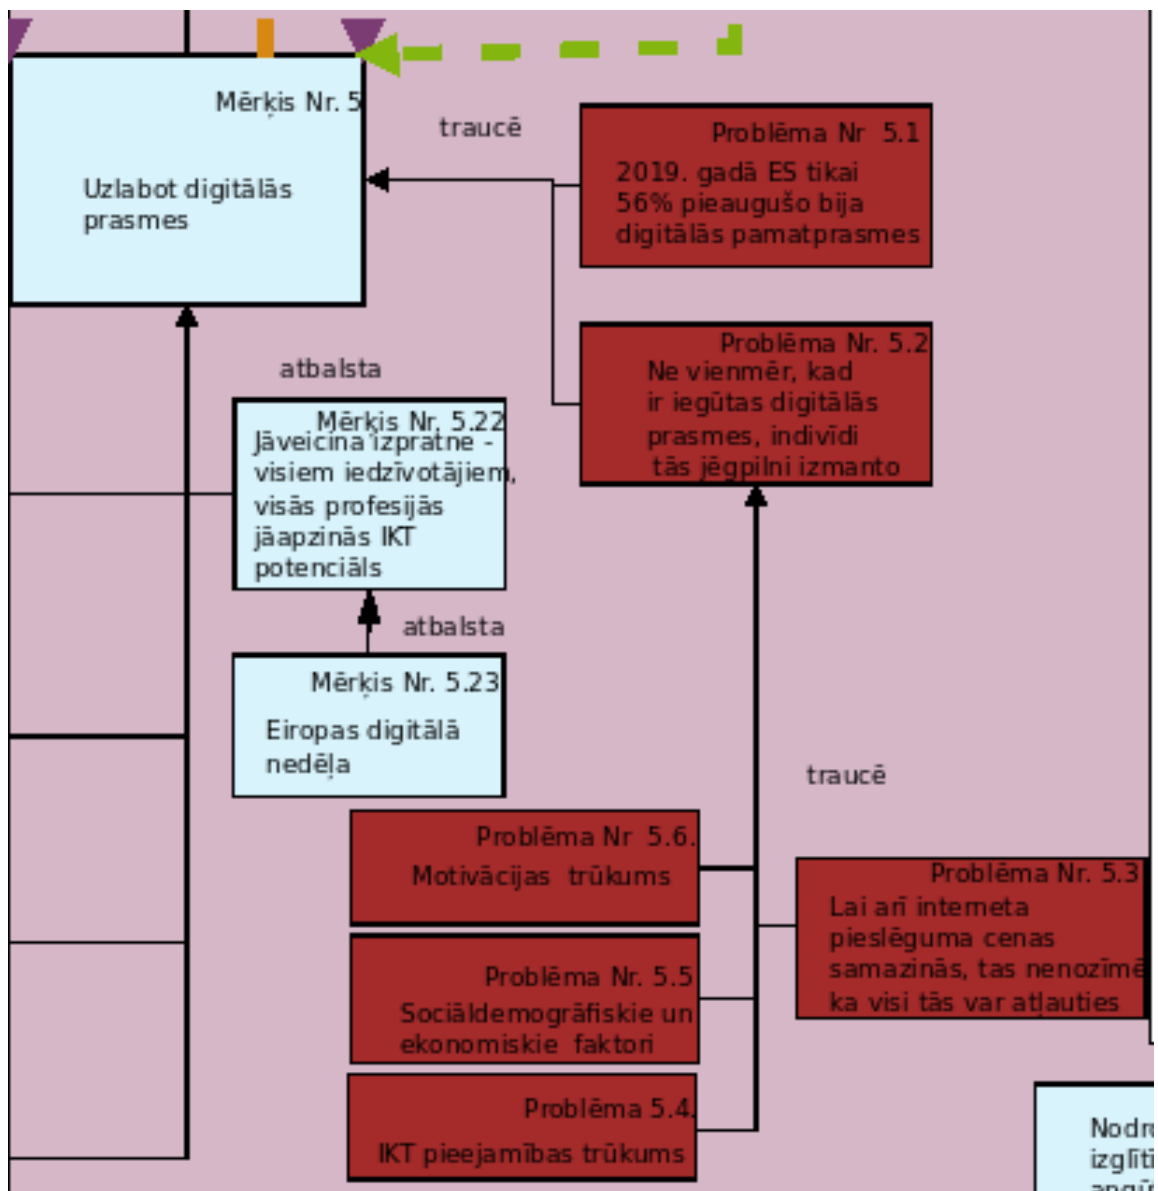 Mērķis Nr. 5
Uzlabot digitālās
prasmes
traucē
Problēma Nr  5.1
2019. gadā ES tikai
56% pieaugušo bija
digitālās pamatprasmes
Problēma Nr. 5.2
Ne vienmēr, kad
ir iegūtas digitālās
prasmes, indivīdi
tās jēgpilni izmanto
atbalsta
Mērķis Nr. 5.22
Jāveicina izpratne -
visiem iedzīvotājiem,
visās profesijās
jāapzinās IKT
potenciāls
atbalsta
Mērķis Nr. 5.23
Eiropas digitālā
nedēļa
traucē
Problēma Nr  5.6.
Motivācijas  trūkums
Problēma Nr. 5.3
Lai arī interneta
pieslēguma cenas
samazinās, tas nenozīmē
ka visi tās var atļauties
Problēma Nr. 5.5
Sociāldemogrāfiskie un
ekonomiskie  faktori
Problēma 5.4.
IKT pieejamības trūkums